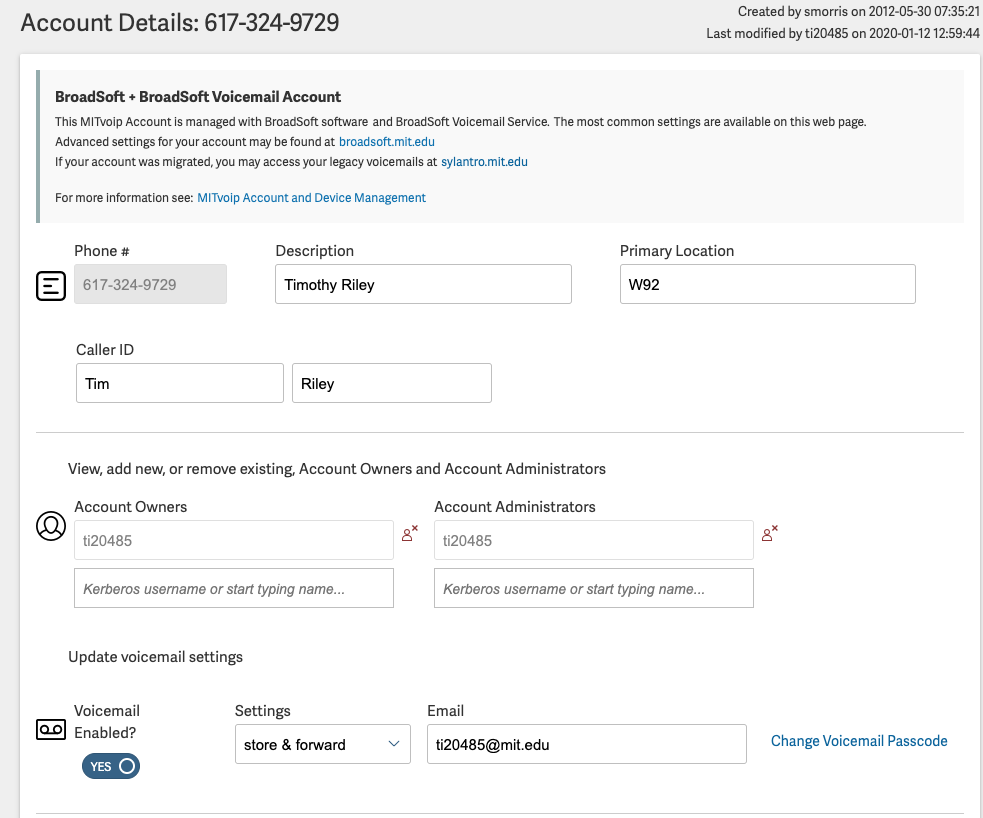 Account Details: 617-324-9729
Created by smorris on 2012-05-30 07:35:21
Last modified by ti20485 on 2020-01-12 12:59:44
BroadSoft + BroadSoft Voicemail Account
This MITvoip Account is managed with BroadSoft software and BroadSoft Voicemail Service. The most common settings are available on this web page.
Advanced settings for your account may be found at broadsoft.mit.edu
If your account was migrated, you may access your legacy voicemails at sylantro.mit.edu
For more information see: MITvoip Account and Device Management
Phone # Description Primary Location
617-324-9729 Timothy Riley W92
Caller ID
Tim Riley
View, add new, or remove existing, Account Owners and Account Administrators
Account Owners Account Administrators
ti20485 ti20485
Kerberos username or start typing name... Kerberos username or start typing name...
Update voicemail settings
Voicemail Enabled? Settings Email
YES store & forward ti20485@mit.edu Change Voicemail Passcode